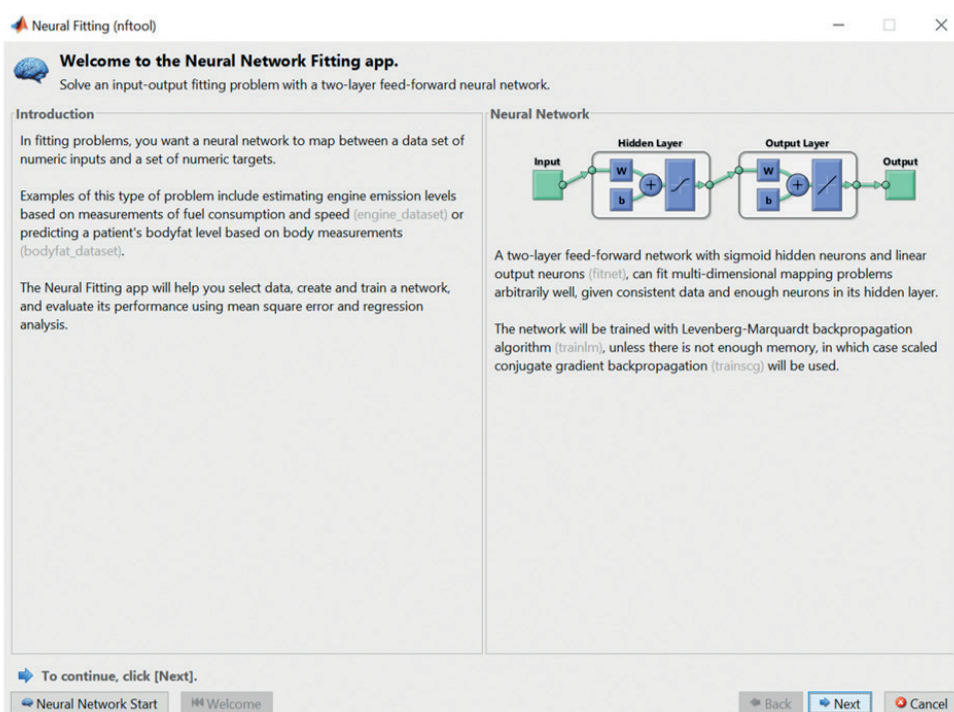 Neural Fitting (nftool)
Welcome to the Neural Network Fitting app.
Solve an input-output fitting problem with a two-layer feed-forward neural network.
Introduction
In fitting problems, you want a neural network to map between a data set of
numeric inputs and a set of numeric targets.
Examples of this type of problem include estimating engine emission levels
based on measurements of fuel consumption and speed (engine_dataset) or
predicting a patient's bodyfat level based on body measurements
(bodyfat_dataset).
The Neural Fitting app will help you select data, create and train a network,
and evaluate its performance using mean square error and regression
analysis.
Neural Network
Hidden Layer
Output Layer
Input
Output
W
b
+
W
b
+
A two-layer feed-forward network with sigmoid hidden neurons and linear
output neurons (fitnet), can fit multi-dimensional mapping problems
arbitrarily well, given consistent data and enough neurons in its hidden layer.
The network will be trained with Levenberg-Marquardt backpropagation
algorithm (trainlm), unless there is not enough memory, in which case scaled
conjugate gradient backpropagation (trainscg) will be used.
To continue, click [Next].
Neural Network Start
Welcome
Back
Next
Cancel